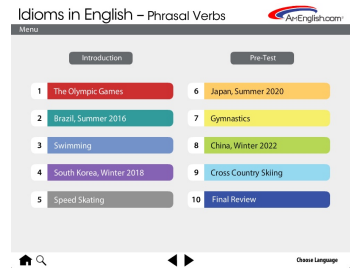 Idioms in English – Phrasal Verbs
A+English.com
Menu
Introduction
Pre-Test
1 The Olympic Games
2 Brazil, Summer 2016
3 Swimming
4 South Korea, Winter 2018
5 Speed Skating
6 Japan, Summer 2020
7 Gymnastics
8 China, Winter 2022
9 Cross Country Skiing
10 Final Review
Choose Language